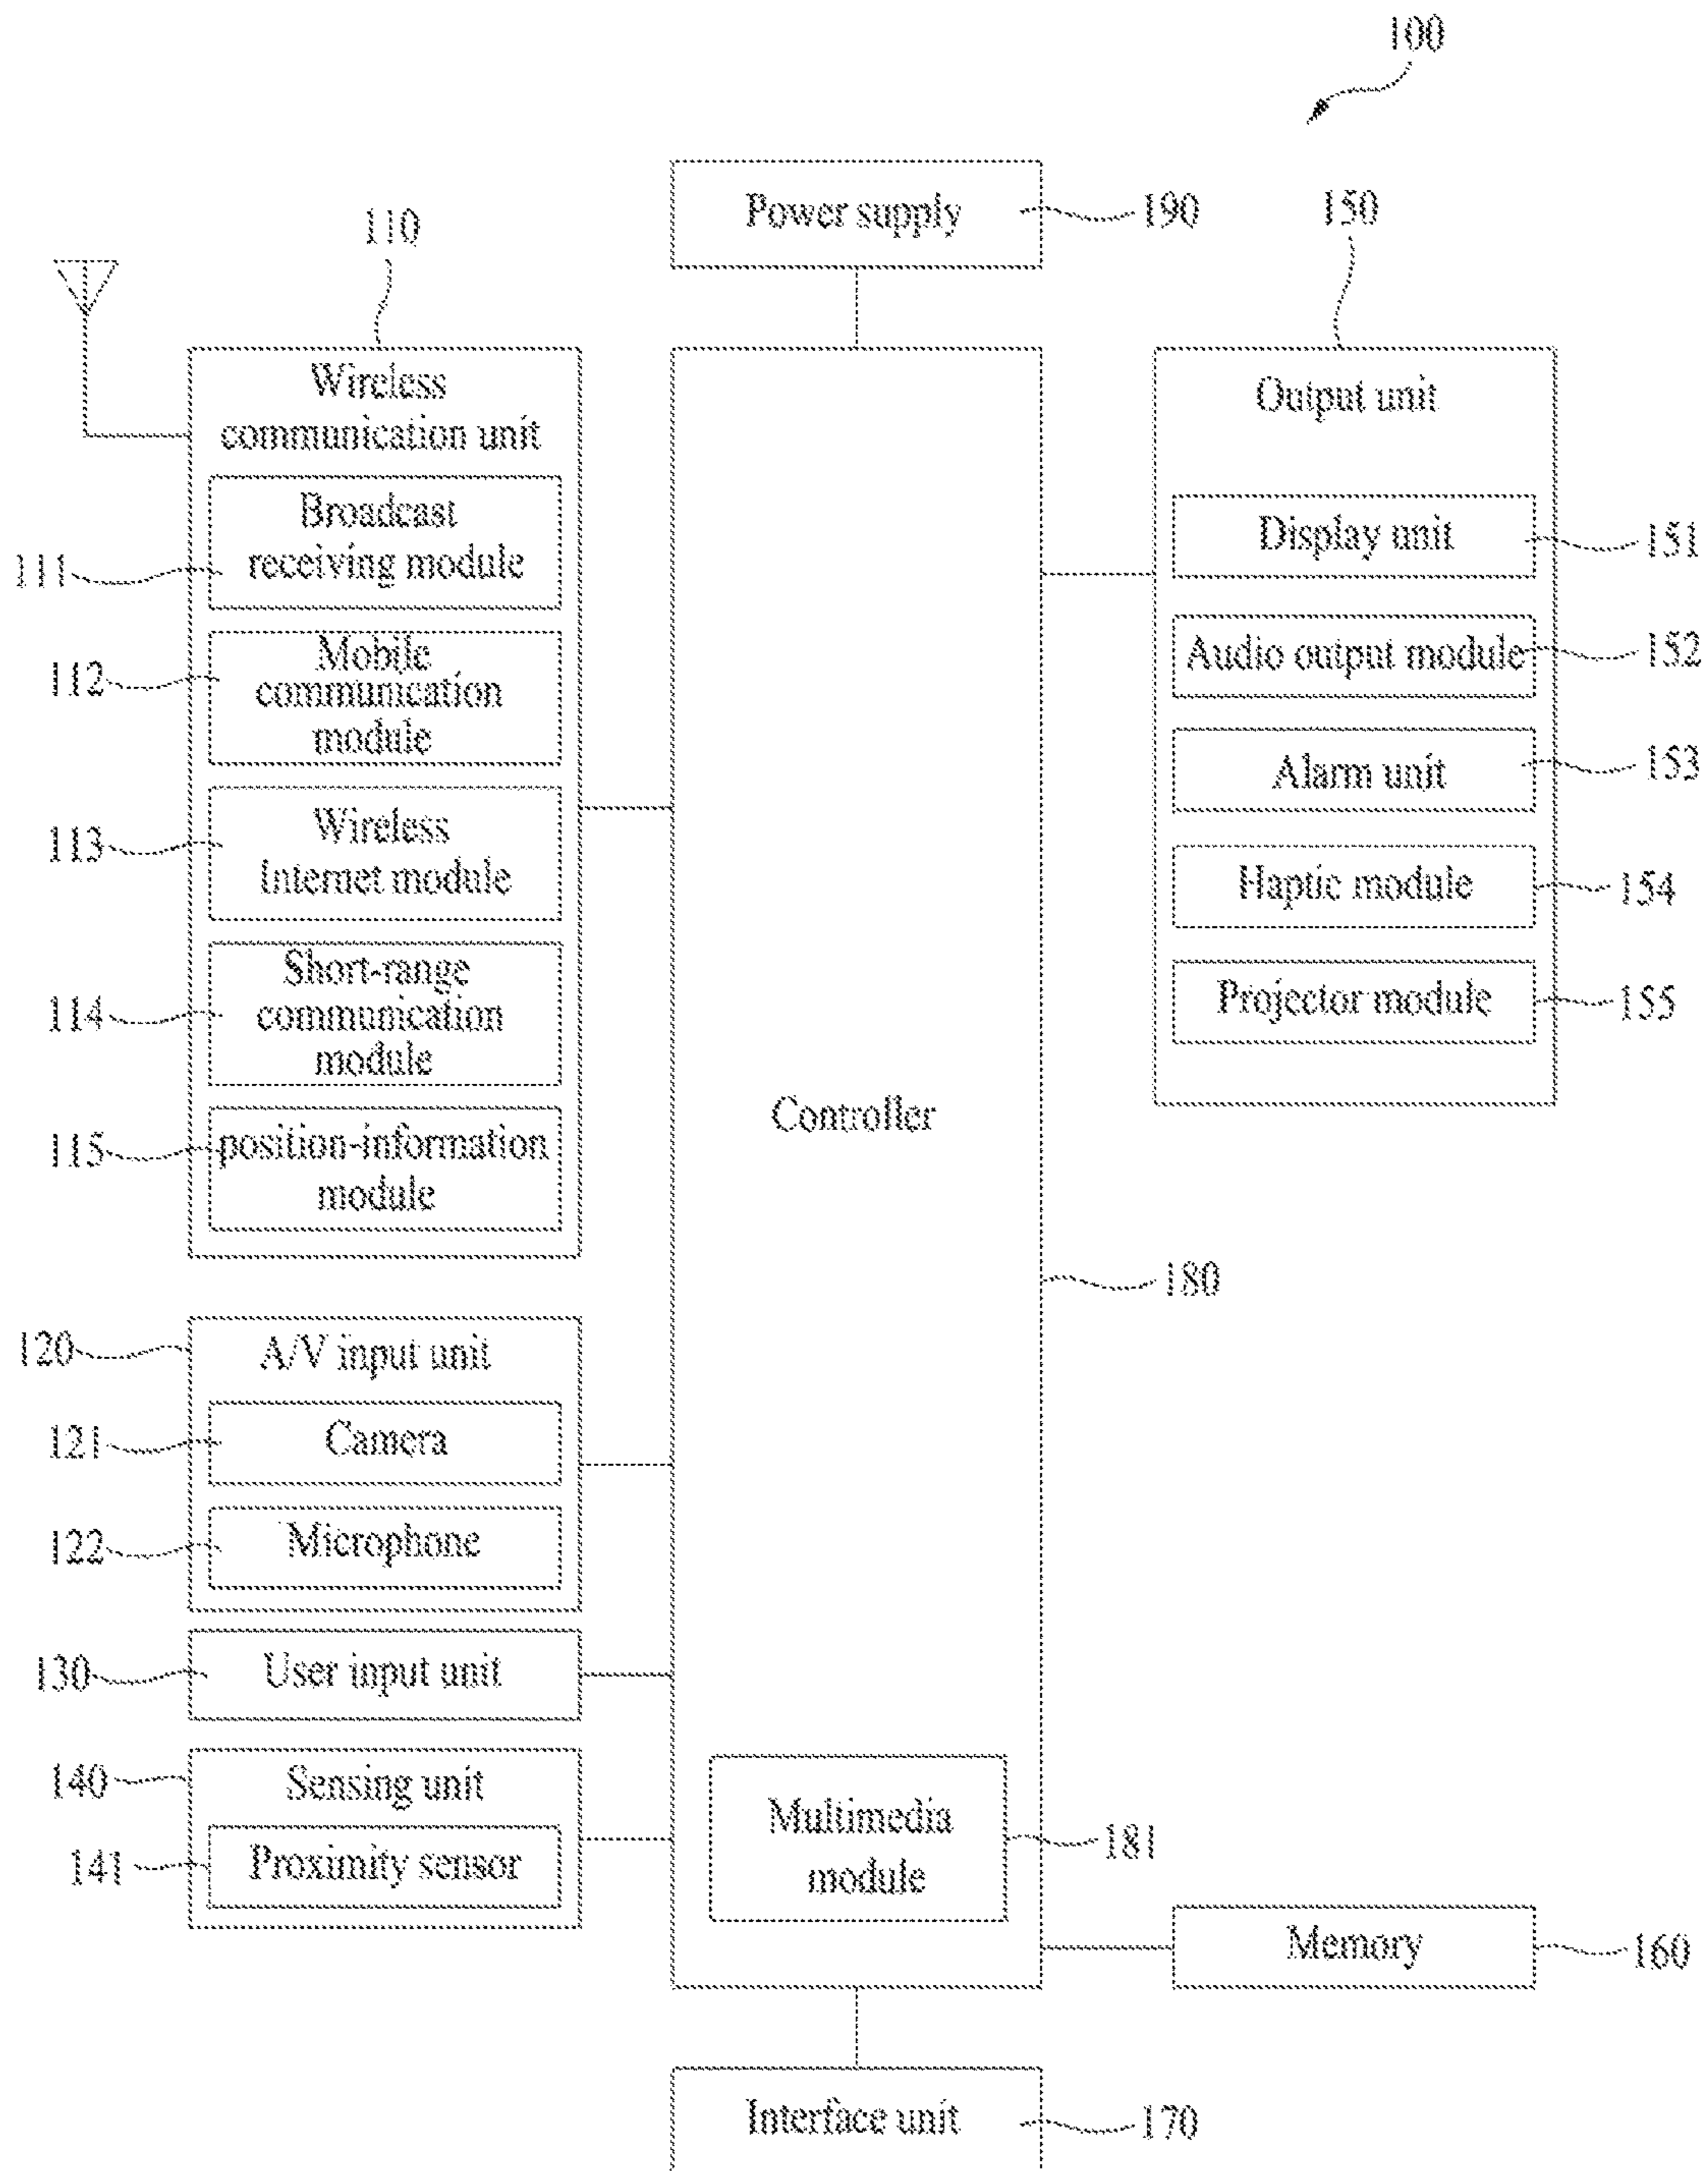 100
Power supply
190
150
110
Wireless
communication unit
Output unit
Broadcast
receiving module
111
Display unit
151
Mobile
communication
module
112
Audio output module
152
Alarm unit
153
Wireless
Internet module
113
Haptic module
154
Short-range
communication
module
114
Projector module
155
Controller
position-information
module
115
180
A/V input unit
120
Camera
121
Microphone
122
User input unit
130
Sensing unit
140
Proximity sensor
141
Multimedia
module
181
Memory
160
Interface unit
170